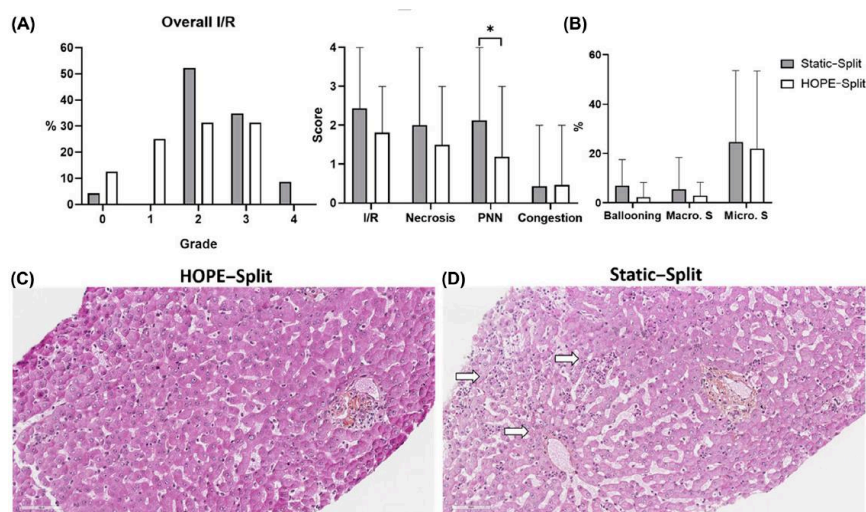 (A) Overall I/R
60
50
40
% 30
20
10
0
0 1 2 3 4
Grade
4
3
Score 2
1
0
*
I/R Necrosis PNN Congestion
(B)
60
40
%
20
0
Ballooning Macro. S Micro. S
Static–Split
HOPE–Split
(C) HOPE–Split
(D) Static–Split